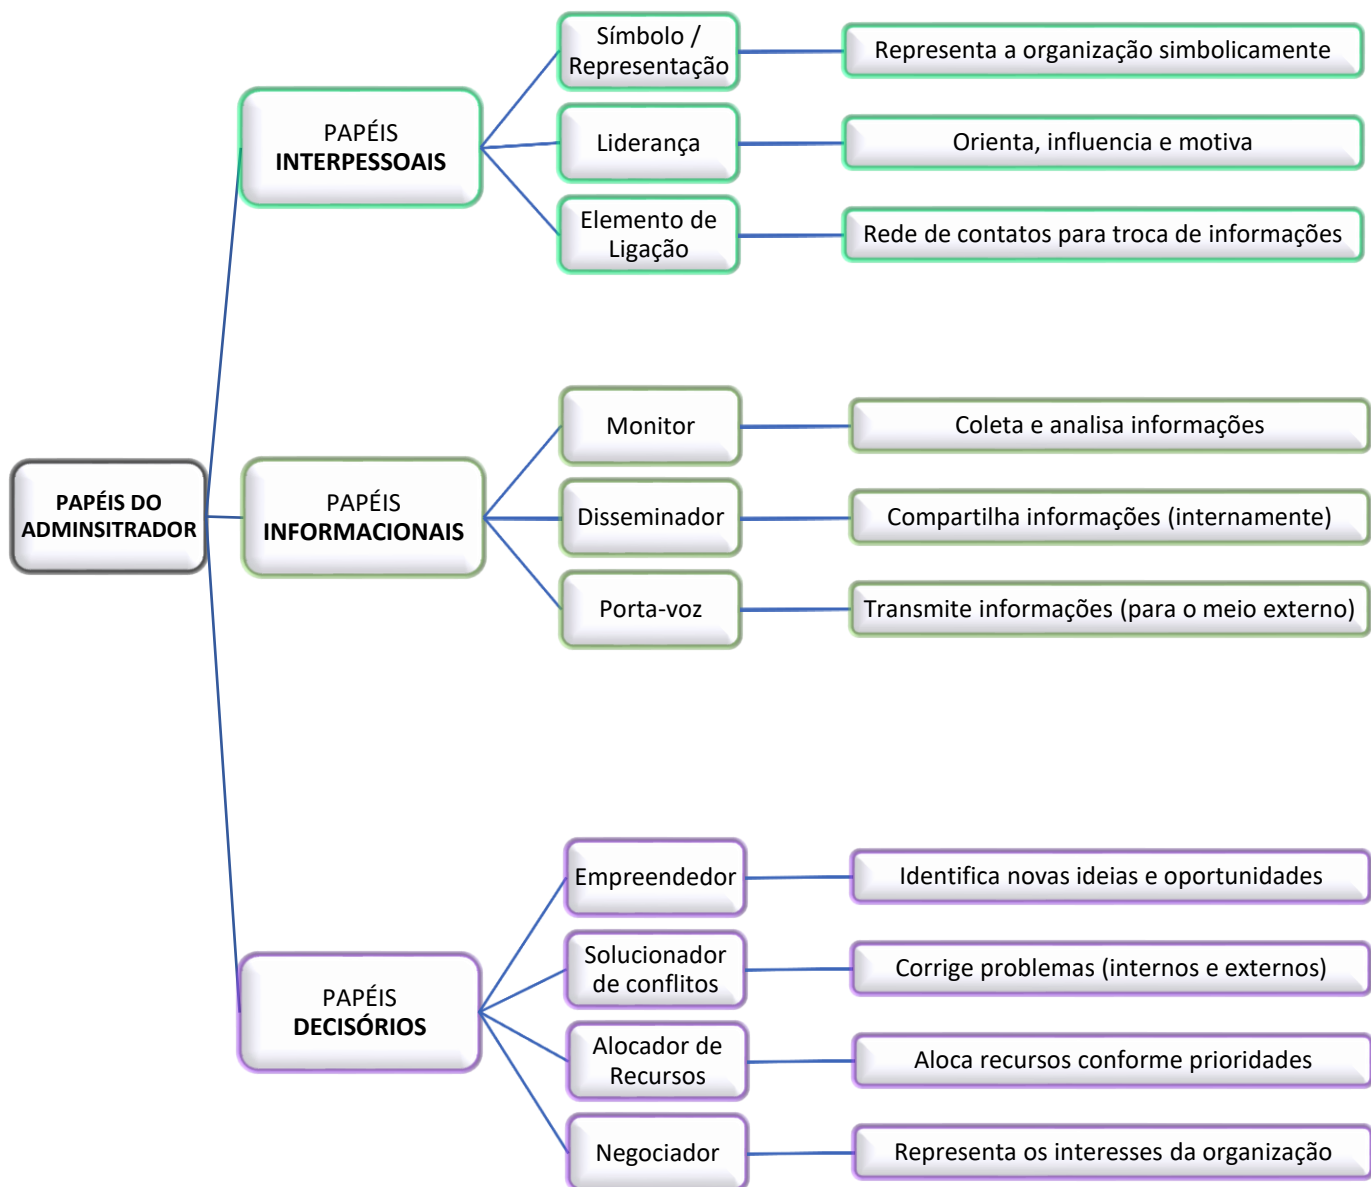 PAPÉIS DO
ADMINSITRADOR
PAPÉIS
INTERPESSOAIS
Símbolo /
Representação
Representa a organização simbolicamente
Liderança
Orienta, influencia e motiva
Elemento de
Ligação
Rede de contatos para troca de informações
PAPÉIS
INFORMACIONAIS
Monitor
Coleta e analisa informações
Disseminador
Compartilha informações (internamente)
Porta-voz
Transmite informações (para o meio externo)
PAPÉIS
DECISÓRIOS
Empreendedor
Identifica novas ideias e oportunidades
Solucionador
de conflitos
Corrige problemas (internos e externos)
Alocador de
Recursos
Aloca recursos conforme prioridades
Negociador
Representa os interesses da organização